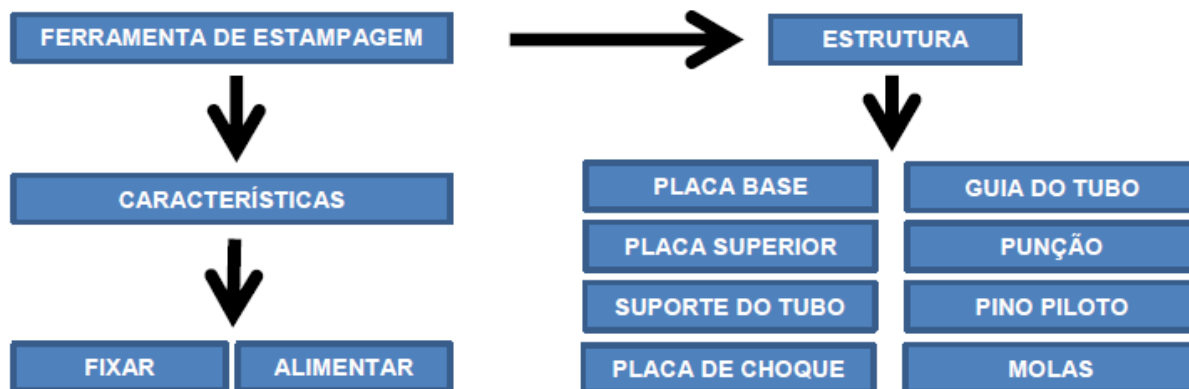 FERRAMENTA DE ESTAMPAGEM
ESTRUTURA
CARACTERÍSTICAS
FIXAR
ALIMENTAR
PLACA BASE
GUIA DO TUBO
PLACA SUPERIOR
PUNÇÃO
SUPORTE DO TUBO
PINO PILOTO
PLACA DE CHOQUE
MOLAS